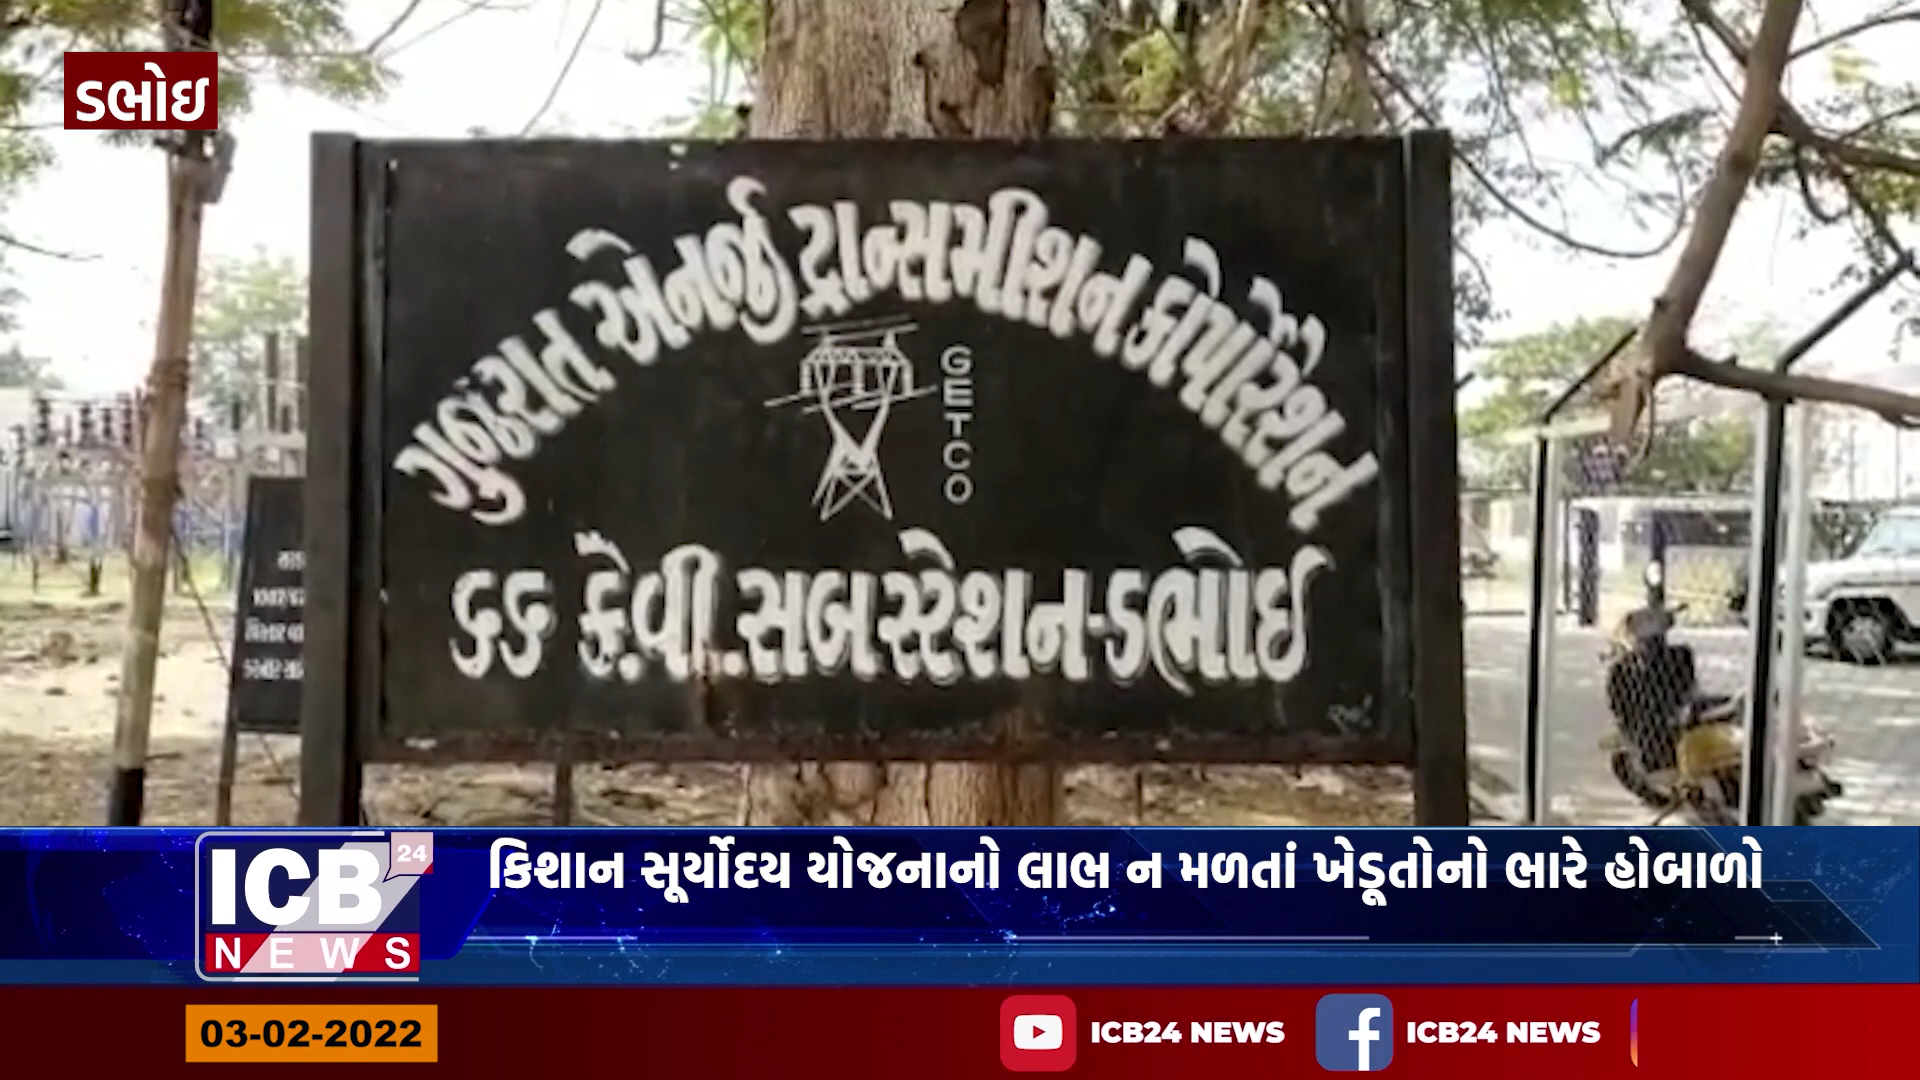 ડભોઇ
ગુજરાત એનર્જી ટ્રાન્સમીશન કોર્પોરેશન
GETCO
૬૬ કે.વી. સબ સ્ટેશન-ડભોઈ
ICB 24
NEWS
કિશાન સૂર્યોદય યોજનાનો લાભ ન મળતાં ખેડૂતોનો ભારે હોબાળો
03-02-2022
ICB24 NEWS
ICB24 NEWS